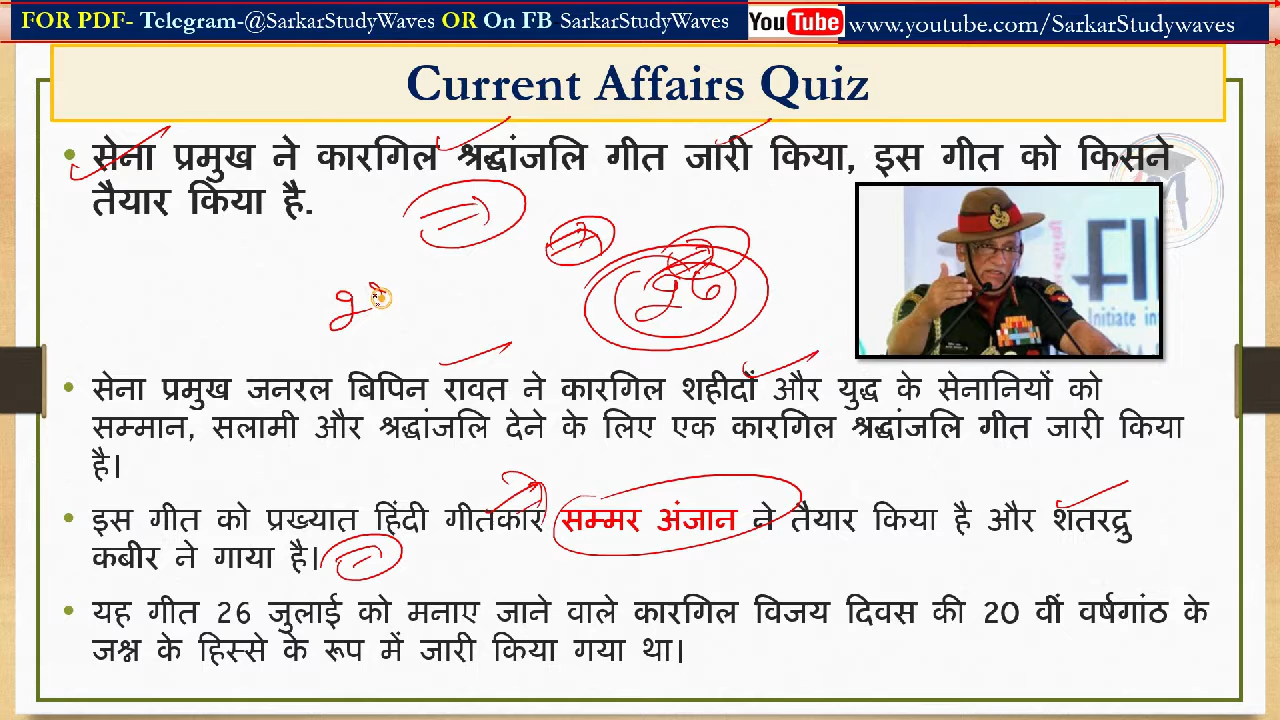 FOR PDF- Telegram-@SarkarStudyWaves OR On FB-SarkarStudyWaves
YouTube www.youtube.com/SarkarStudywaves
Current Affairs Quiz
सेना प्रमुख ने कारगिल श्रद्धांजलि गीत जारी किया, इस गीत को किसने
तैयार किया है.
Initiate in
सेना प्रमुख जनरल बिपिन रावत ने कारगिल शहीदों और युद्ध के सेनानियों को
सम्मान, सलामी और श्रद्धांजलि देने के लिए एक कारगिल श्रद्धांजलि गीत जारी किया
है।
इस गीत को प्रख्यात हिंदी गीतकार सम्मर अंजान ने तैयार किया है और शतरद्रु
कबीर ने गाया है।
यह गीत 26 जुलाई को मनाए जाने वाले कारगिल विजय दिवस की 20 वीं वर्षगांठ के
जश्न के हिस्से के रूप में जारी किया गया था।